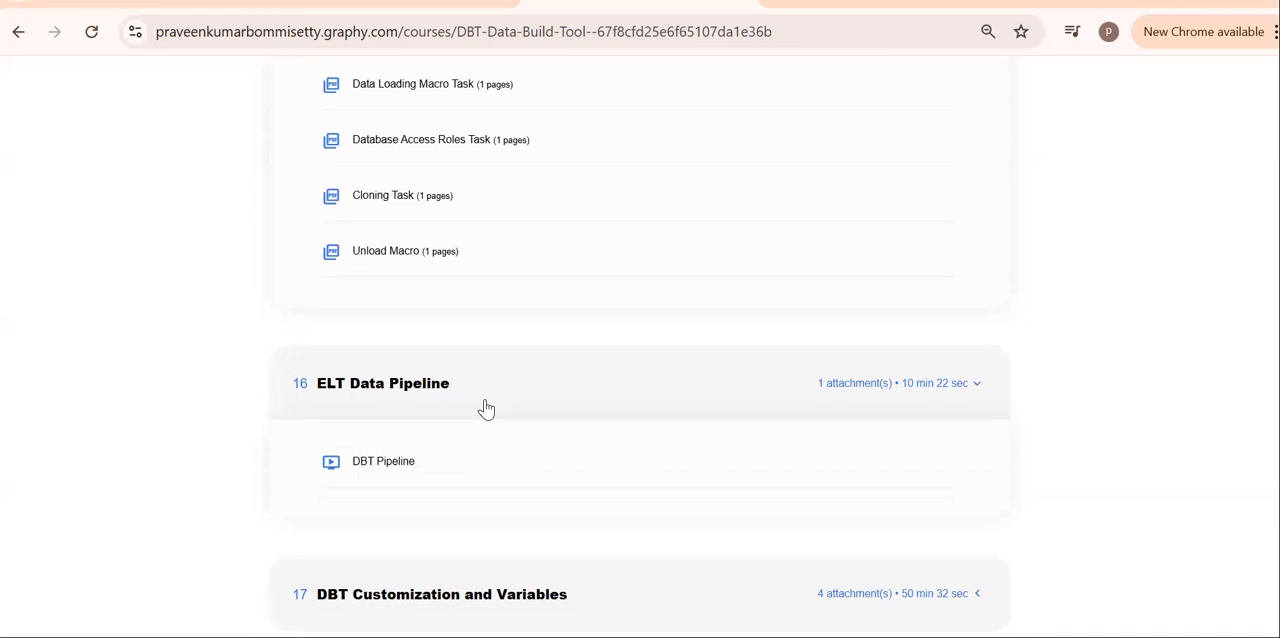 praveenkumarbommisetty.graphy.com/courses/DBT-Data-Build-Tool--67f8cfd25e6f65107da1e36b
P
New Chrome available
Data Loading Macro Task (1 pages)
Database Access Roles Task (1 pages)
Cloning Task (1 pages)
Unload Macro (1 pages)
16 ELT Data Pipeline 1 attachment(s) • 10 min 22 sec
DBT Pipeline
17 DBT Customization and Variables 4 attachment(s) • 50 min 32 sec